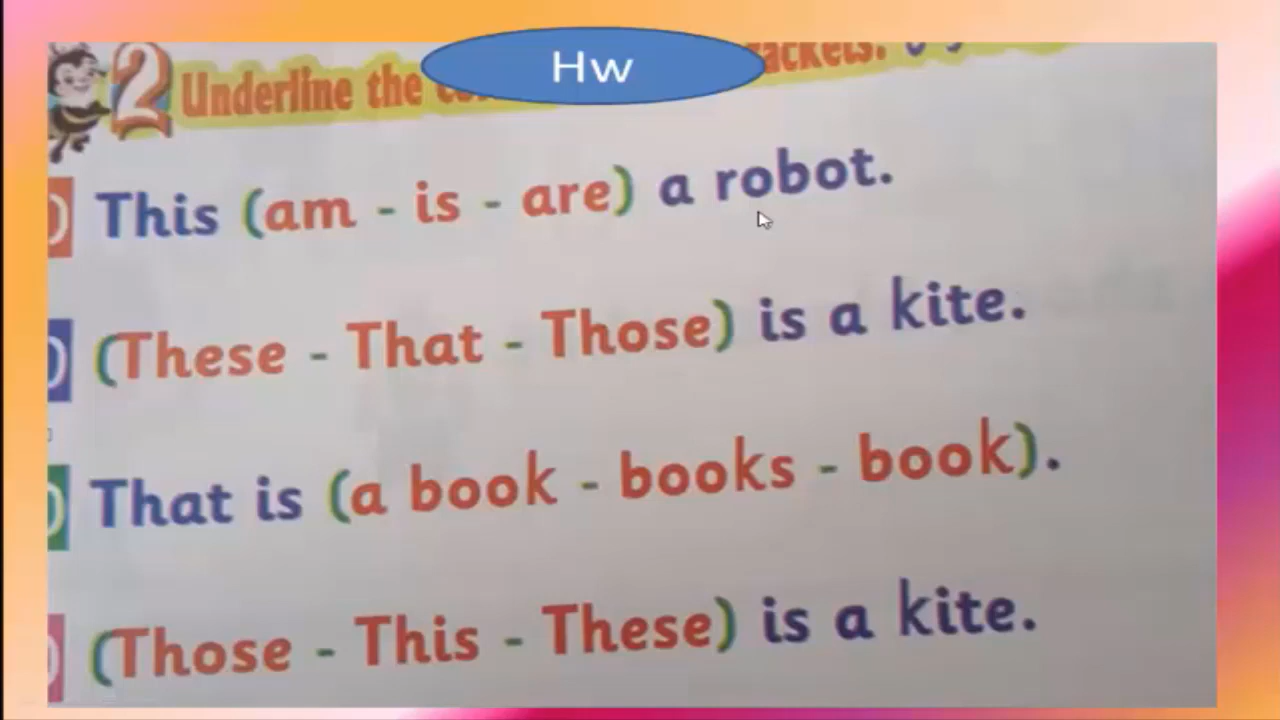 Hw
2 Underline the
This (am - is - are) a robot.
(These - That - Those) is a kite.
That is (a book - books - book).
(Those - This - These) is a kite.